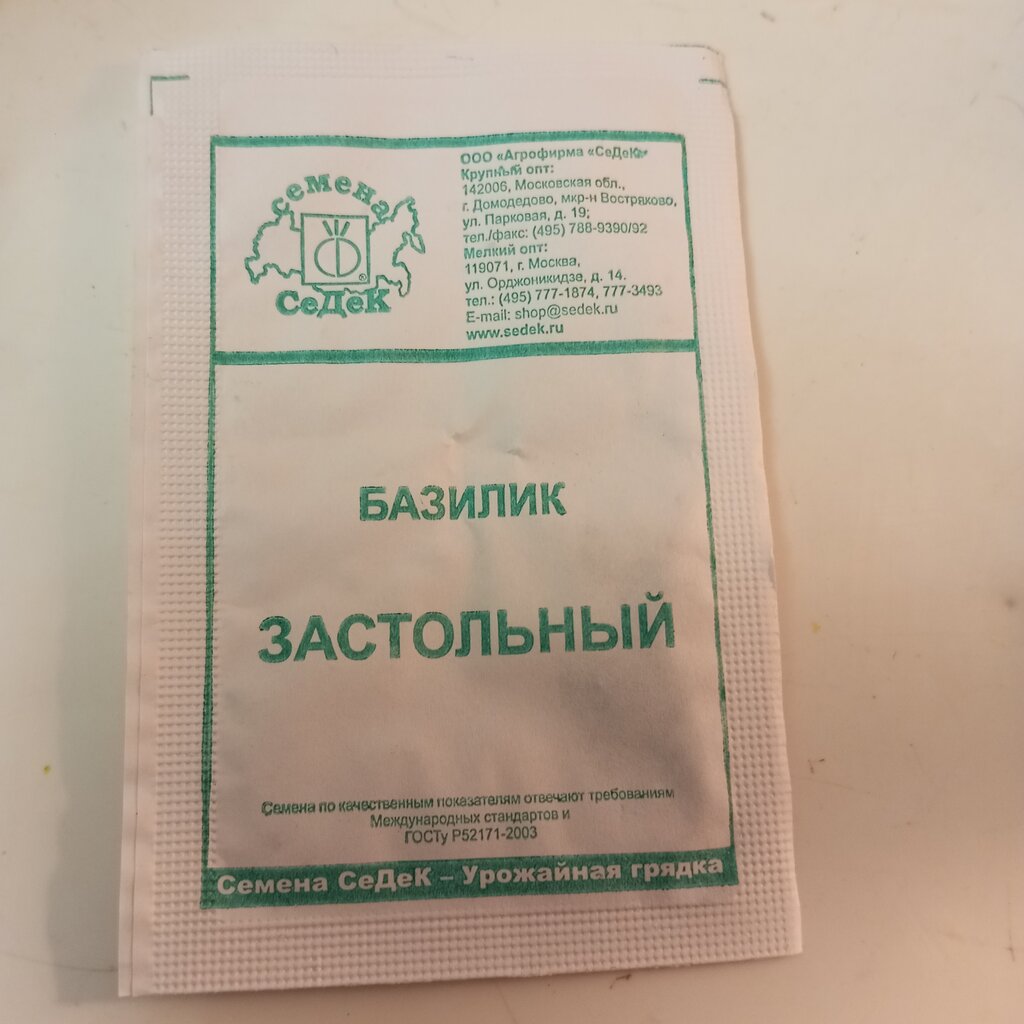 семена
СеДеК
®
ООО «Агрофирма «СеДеК»
Крупный опт:
142006, Московская обл.,
г. Домодедово, мкр-н Востряково,
ул. Парковая, д. 19;
тел./факс: (495) 788-9390/92
Мелкий опт:
119071, г. Москва,
ул. Орджоникидзе, д. 14.
тел.: (495) 777-1874, 777-3493
E-mail: shop@sedek.ru
www.sedek.ru
БАЗИЛИК
ЗАСТОЛЬНЫЙ
Семена по качественным показателям отвечают требованиям
Международных стандартов и
ГОСТу Р52171-2003
Семена СеДеК – Урожайная грядка